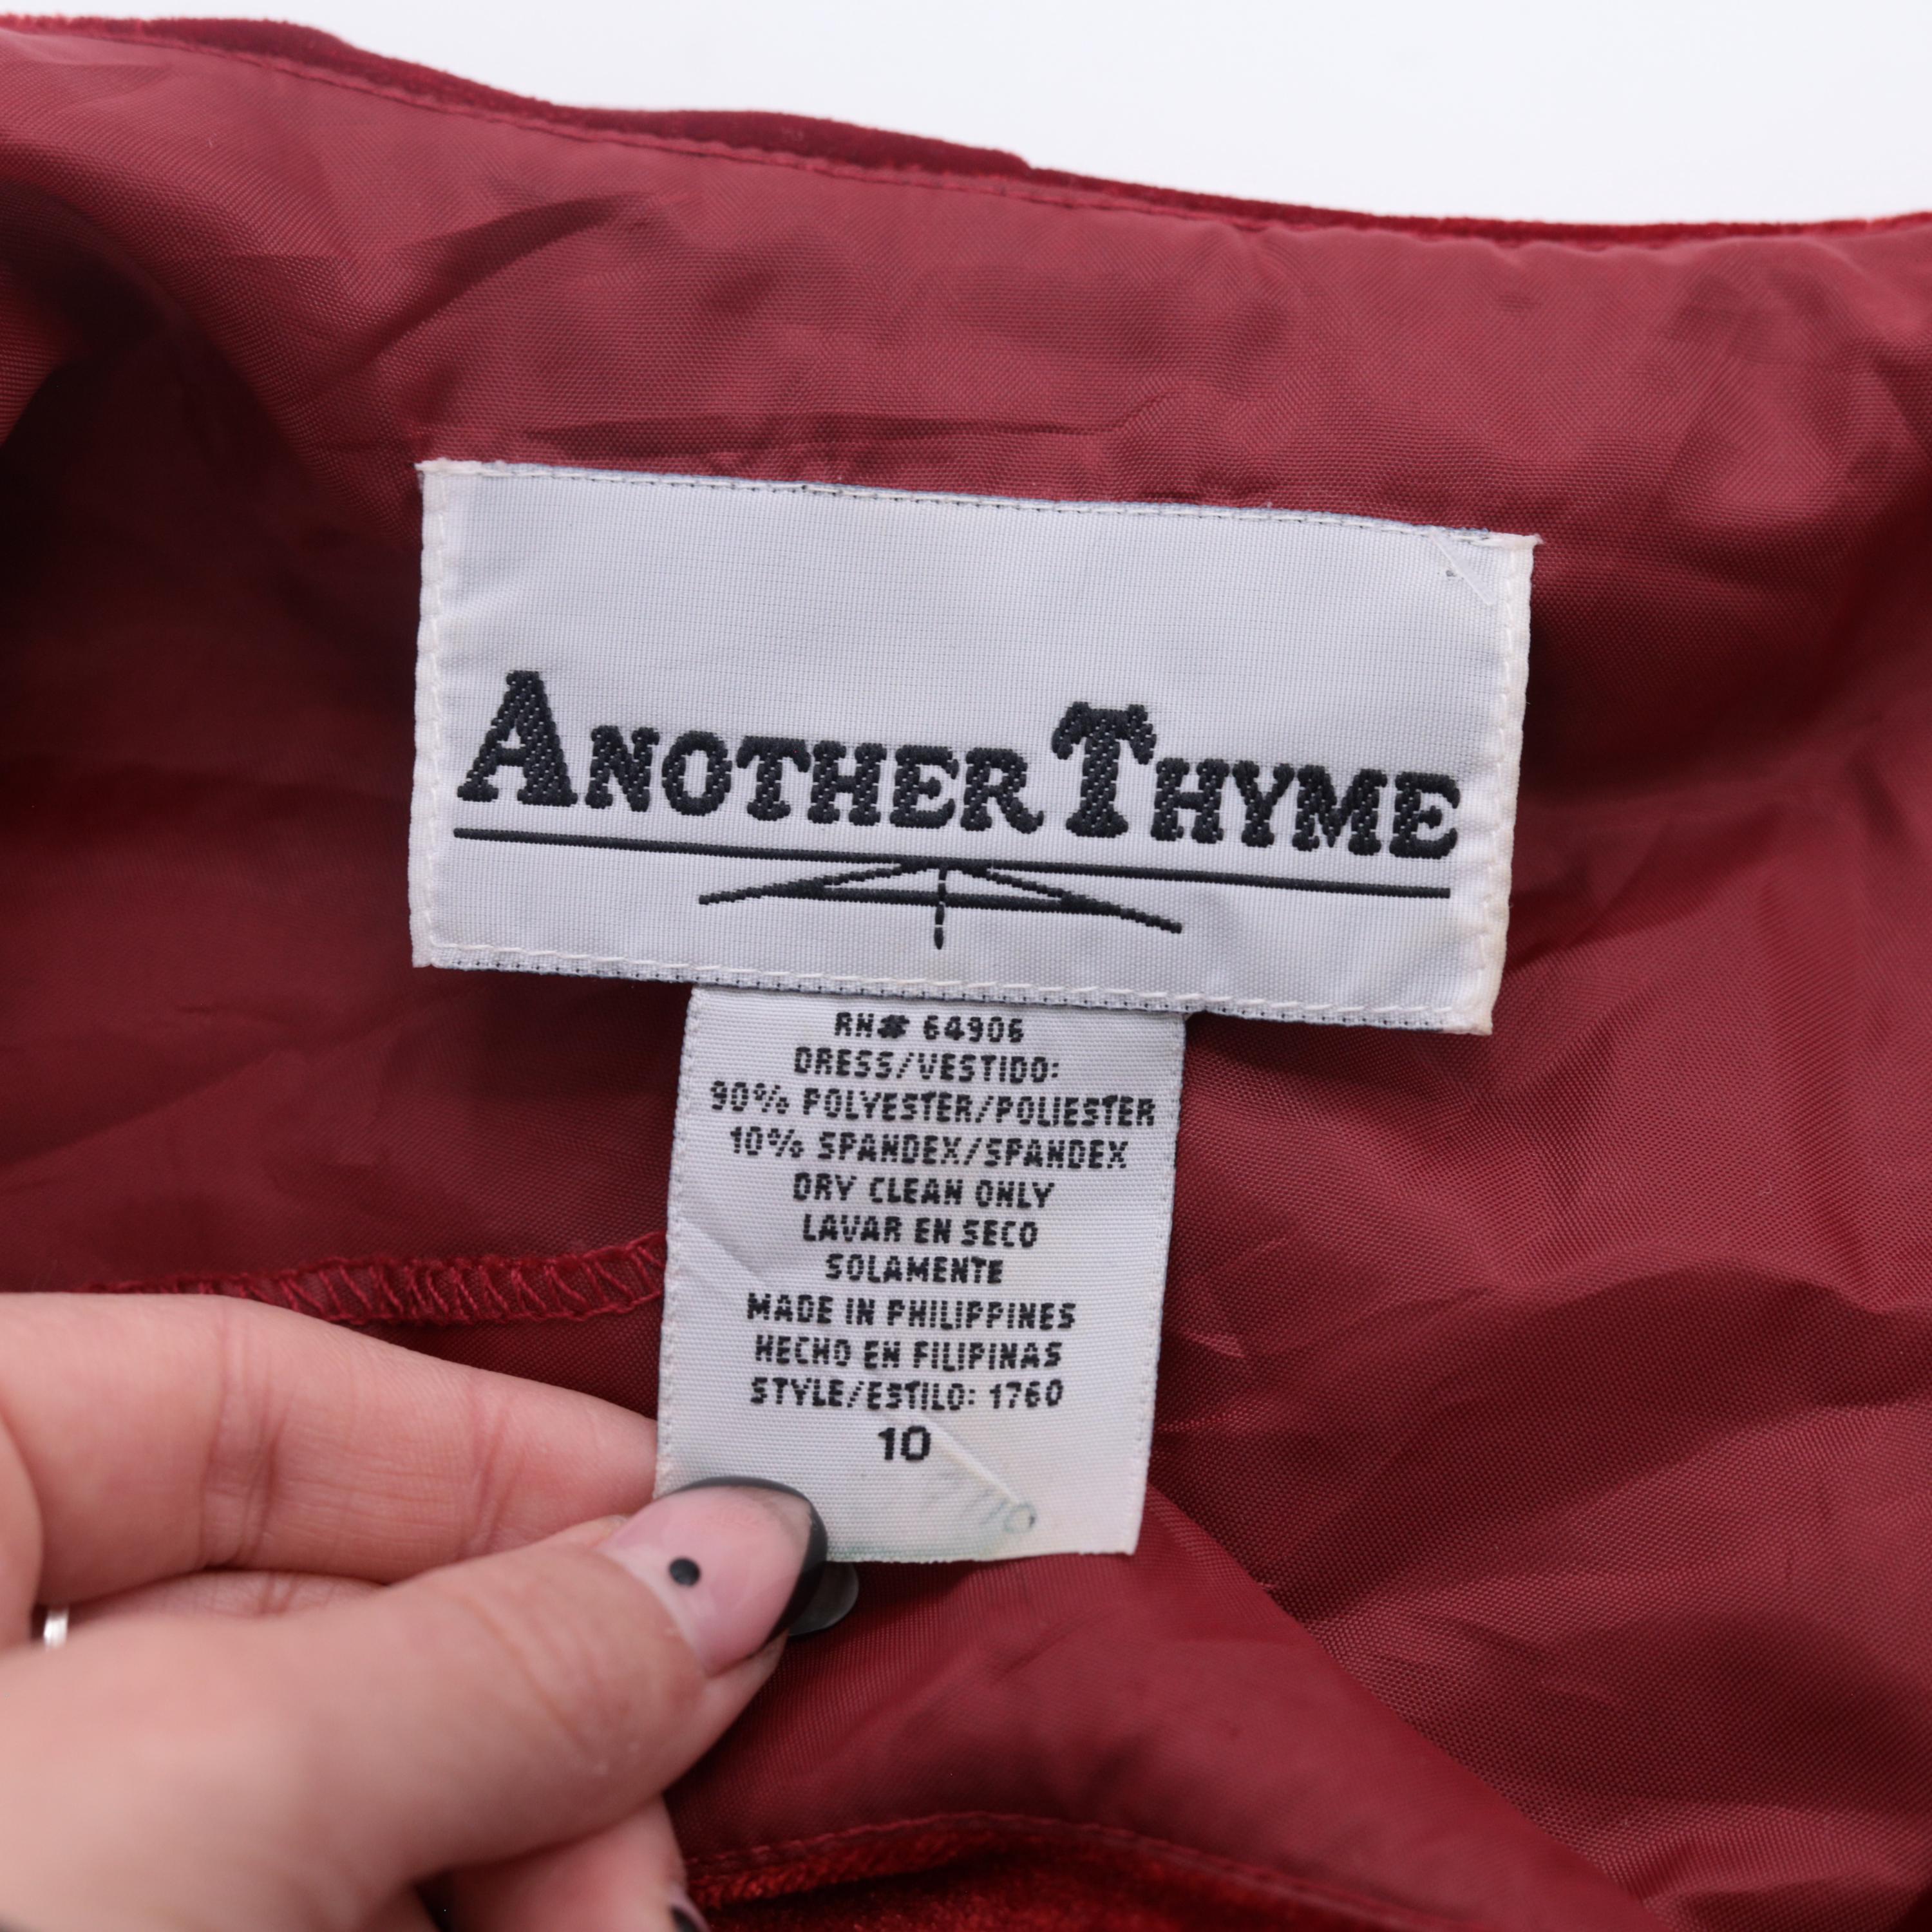 ANOTHER THYME
RN# 64906
DRESS/VESTIDO:
90% POLYESTER/POLIESTER
10% SPANDEX/SPANDEX
DRY CLEAN ONLY
LAVAR EN SECO
SOLAMENTE
MADE IN PHILIPPINES
HECHO EN FILIPINAS
STYLE/ESTILO: 1760
10